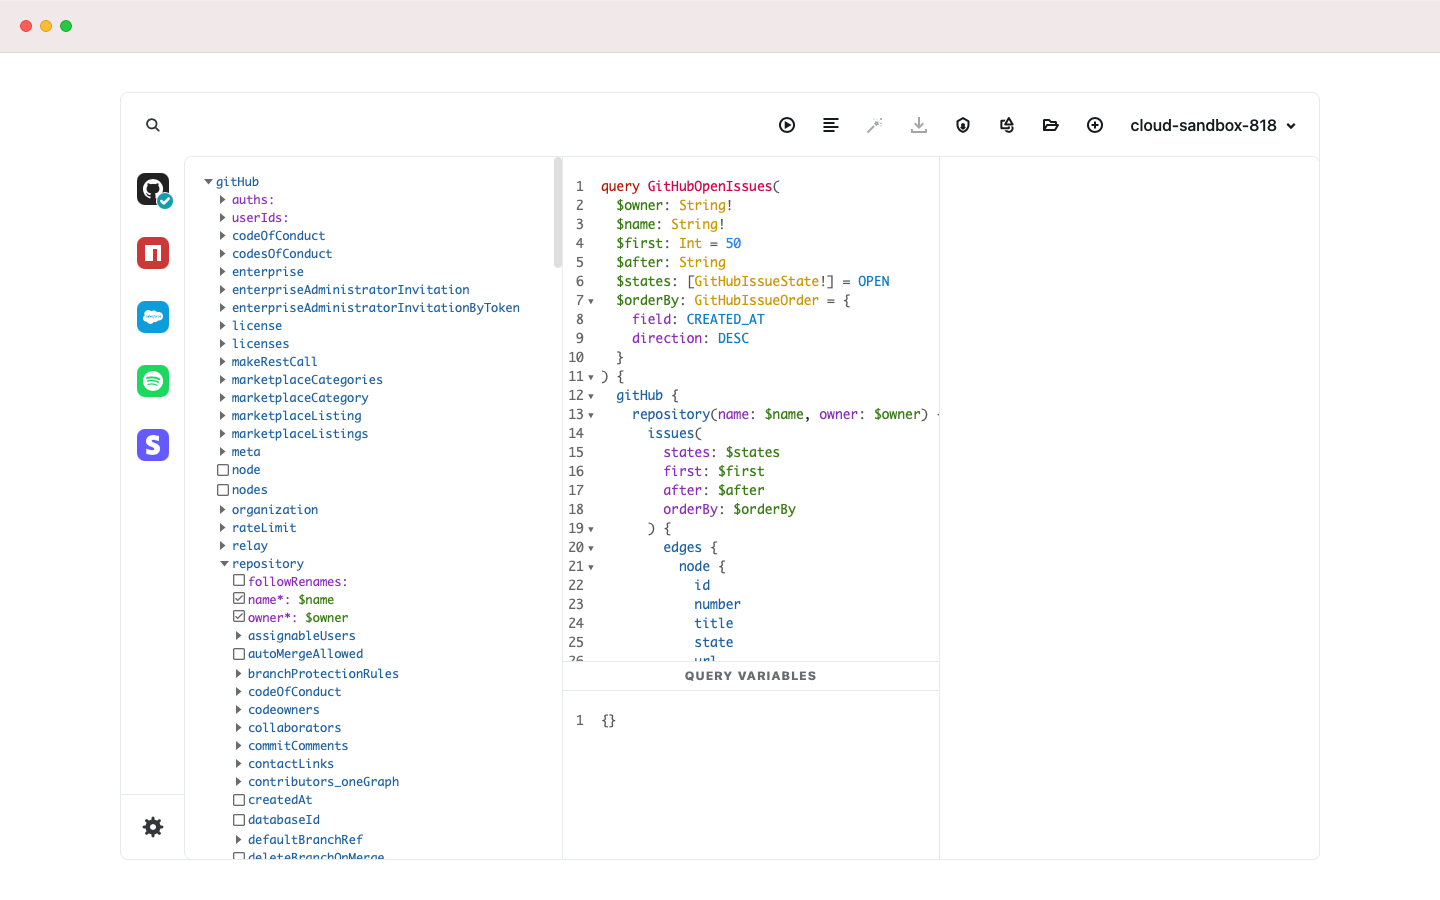 cloud-sandbox-818
gitHub
auths:
userIds:
codeOfConduct
codesOfConduct
enterprise
enterpriseAdministratorInvitation
enterpriseAdministratorInvitationByToken
license
licenses
makeRestCall
marketplaceCategories
marketplaceCategory
marketplaceListing
marketplaceListings
meta
node
nodes
organization
rateLimit
relay
repository
followRenames:
name*: $name
owner*: $owner
assignableUsers
autoMergeAllowed
branchProtectionRules
codeOfConduct
codeowners
collaborators
commitComments
contactLinks
contributors_oneGraph
createdAt
databaseId
defaultBranchRef
deleteBranchOnMerge
1 query GitHubOpenIssues(
2 $owner: String!
3 $name: String!
4 $first: Int = 50
5 $after: String
6 $states: [GitHubIssueState!] = OPEN
7 $orderBy: GitHubIssueOrder = {
8 field: CREATED_AT
9 direction: DESC
10 }
11 ) {
12 gitHub {
13 repository(name: $name, owner: $owner) {
14 issues(
15 states: $states
16 first: $first
17 after: $after
18 orderBy: $orderBy
19 ) {
20 edges {
21 node {
22 id
23 number
24 title
25 state
26 url
QUERY VARIABLES
1 {}